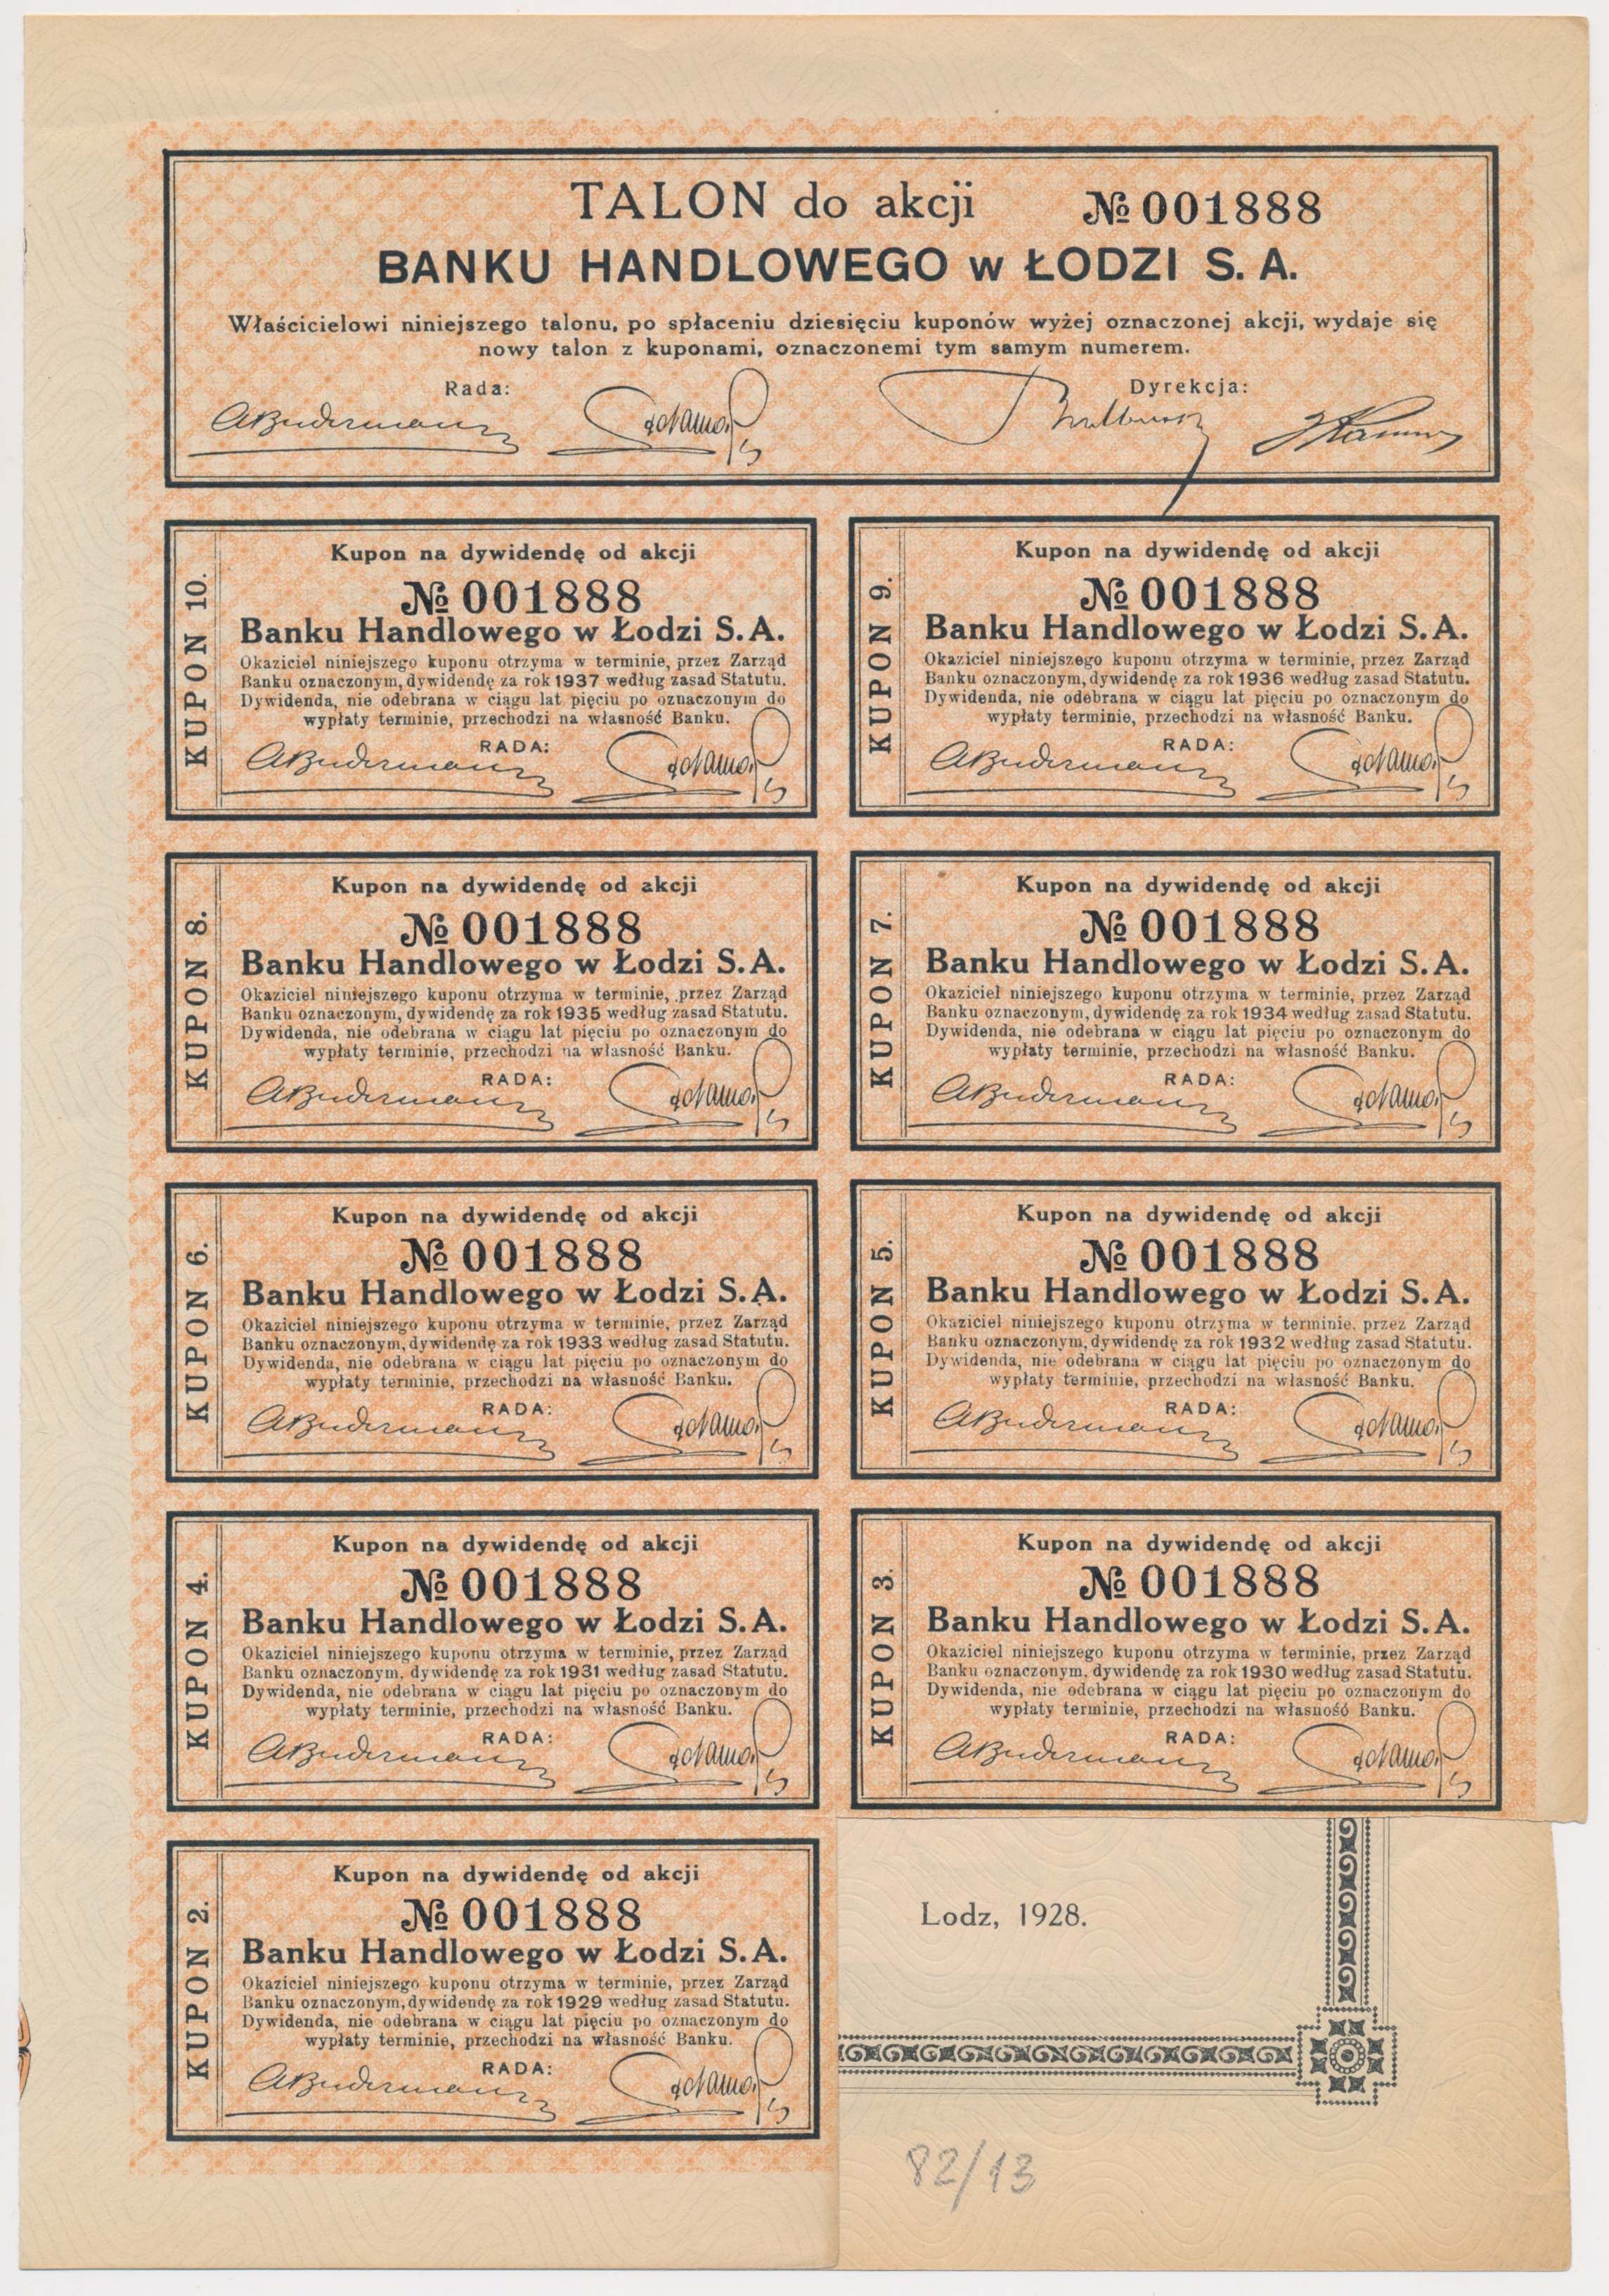 TALON do akcji № 001888
BANKU HANDLOWEGO w ŁODZI S. A.
Właścicielowi niniejszego talonu, po spłaceniu dziesięciu kuponów wyżej oznaczonej akcji, wydaje się
nowy talon z kuponami, oznaczonemi tym samym numerem.
Rada: Dyrekcja:
KUPON 10.
Kupon na dywidendę od akcji
№ 001888
Banku Handlowego w Łodzi S.A.
Okaziciel niniejszego kuponu otrzyma w terminie, przez Zarząd
Banku oznaczonym, dywidendę za rok 1937 według zasad Statutu.
Dywidenda, nie odebrana w ciągu lat pięciu po oznaczonym do
wypłaty terminie, przechodzi na własność Banku.
RADA:
KUPON 9.
Kupon na dywidendę od akcji
№ 001888
Banku Handlowego w Łodzi S.A.
Okaziciel niniejszego kuponu otrzyma w terminie, przez Zarząd
Banku oznaczonym, dywidendę za rok 1936 według zasad Statutu.
Dywidenda, nie odebrana w ciągu lat pięciu po oznaczonym do
wypłaty terminie, przechodzi na własność Banku.
RADA:
KUPON 8.
Kupon na dywidendę od akcji
№ 001888
Banku Handlowego w Łodzi S.A.
Okaziciel niniejszego kuponu otrzyma w terminie, przez Zarząd
Banku oznaczonym, dywidendę za rok 1935 według zasad Statutu.
Dywidenda, nie odebrana w ciągu lat pięciu po oznaczonym do
wypłaty terminie, przechodzi na własność Banku.
RADA:
KUPON 7.
Kupon na dywidendę od akcji
№ 001888
Banku Handlowego w Łodzi S.A.
Okaziciel niniejszego kuponu otrzyma w terminie, przez Zarząd
Banku oznaczonym, dywidendę za rok 1934 według zasad Statutu.
Dywidenda, nie odebrana w ciągu lat pięciu po oznaczonym do
wypłaty terminie, przechodzi na własność Banku.
RADA:
KUPON 6.
Kupon na dywidendę od akcji
№ 001888
Banku Handlowego w Łodzi S.A.
Okaziciel niniejszego kuponu otrzyma w terminie, przez Zarząd
Banku oznaczonym, dywidendę za rok 1933 według zasad Statutu.
Dywidenda, nie odebrana w ciągu lat pięciu po oznaczonym do
wypłaty terminie, przechodzi na własność Banku.
RADA:
KUPON 5.
Kupon na dywidendę od akcji
№ 001888
Banku Handlowego w Łodzi S.A.
Okaziciel niniejszego kuponu otrzyma w terminie, przez Zarząd
Banku oznaczonym, dywidendę za rok 1932 według zasad Statutu.
Dywidenda, nie odebrana w ciągu lat pięciu po oznaczonym do
wypłaty terminie, przechodzi na własność Banku.
RADA:
KUPON 4.
Kupon na dywidendę od akcji
№ 001888
Banku Handlowego w Łodzi S.A.
Okaziciel niniejszego kuponu otrzyma w terminie, przez Zarząd
Banku oznaczonym, dywidendę za rok 1931 według zasad Statutu.
Dywidenda, nie odebrana w ciągu lat pięciu po oznaczonym do
wypłaty terminie, przechodzi na własność Banku.
RADA:
KUPON 3.
Kupon na dywidendę od akcji
№ 001888
Banku Handlowego w Łodzi S.A.
Okaziciel niniejszego kuponu otrzyma w terminie, przez Zarząd
Banku oznaczonym, dywidendę za rok 1930 według zasad Statutu.
Dywidenda, nie odebrana w ciągu lat pięciu po oznaczonym do
wypłaty terminie, przechodzi na własność Banku.
RADA:
KUPON 2.
Kupon na dywidendę od akcji
№ 001888
Banku Handlowego w Łodzi S.A.
Okaziciel niniejszego kuponu otrzyma w terminie, przez Zarząd
Banku oznaczonym, dywidendę za rok 1929 według zasad Statutu.
Dywidenda, nie odebrana w ciągu lat pięciu po oznaczonym do
wypłaty terminie, przechodzi na własność Banku.
RADA:
Lodz, 1928.
82/13